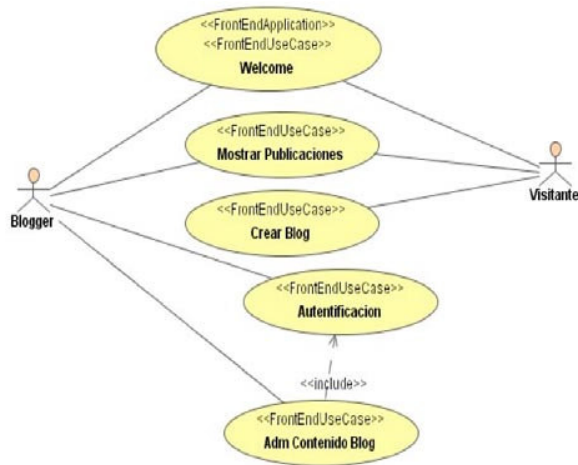 <<FrontEndApplication>>
<<FrontEndUseCase>>
Welcome
<<FrontEndUseCase>>
Mostrar Publicaciones
Blogger
Visitante
<<FrontEndUseCase>>
Crear Blog
<<FrontEndUseCase>>
Autentificacion
<<include>>
<<FrontEndUseCase>>
Adm Contenido Blog